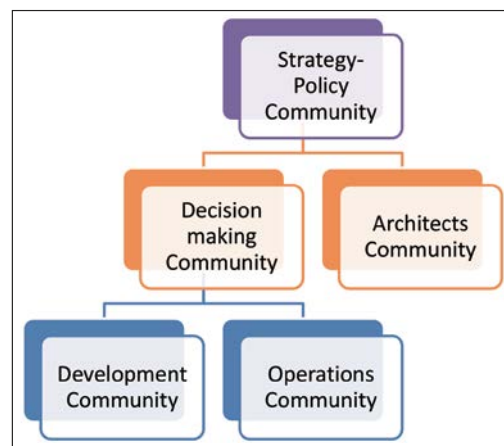 Strategy-
Policy
Community
Decision
making
Community
Architects
Community
Development
Community
Operations
Community